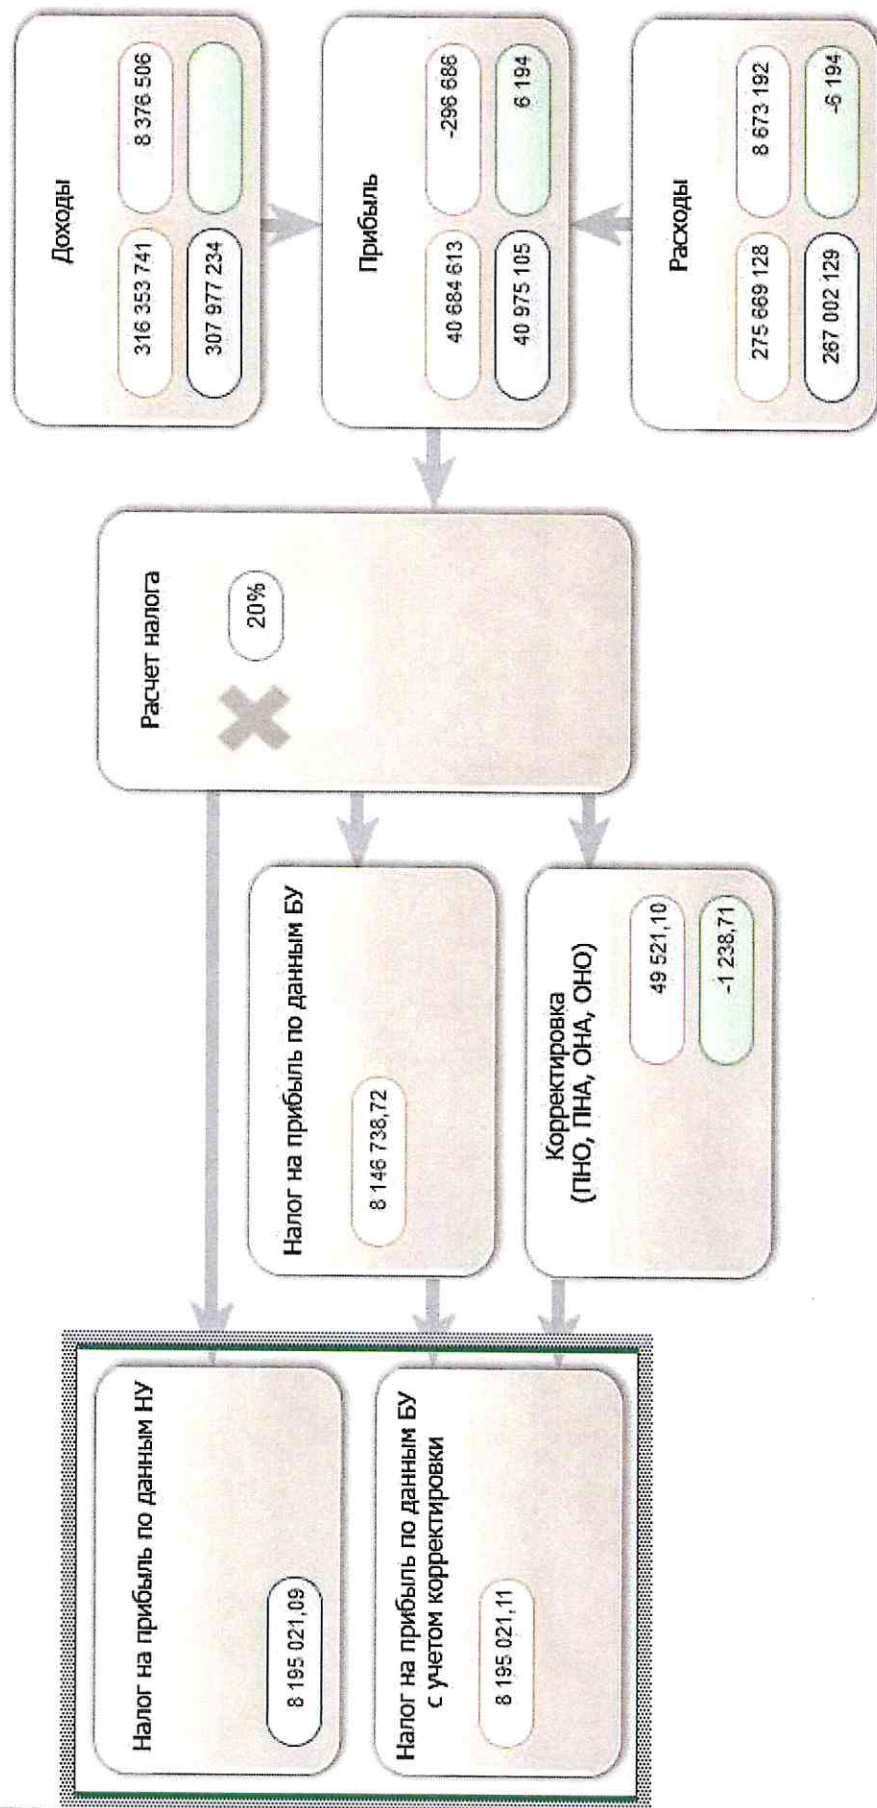 Налог на прибыль по данным НУ
8 195 021,09
Налог на прибыль по данным БУ
с учетом корректировки
8 195 021,11
Налог на прибыль по данным БУ
8 146 738,72
Корректировка
(ПНО, ПНА, ОНА, ОНО)
49 521,10
-1 238,71
Расчет налога
20%
Доходы
316 353 741
8 376 506
307 977 234
Прибыль
40 684 613
-296 686
40 975 105
6 194
Расходы
275 669 128
8 673 192
267 002 129
-6 194